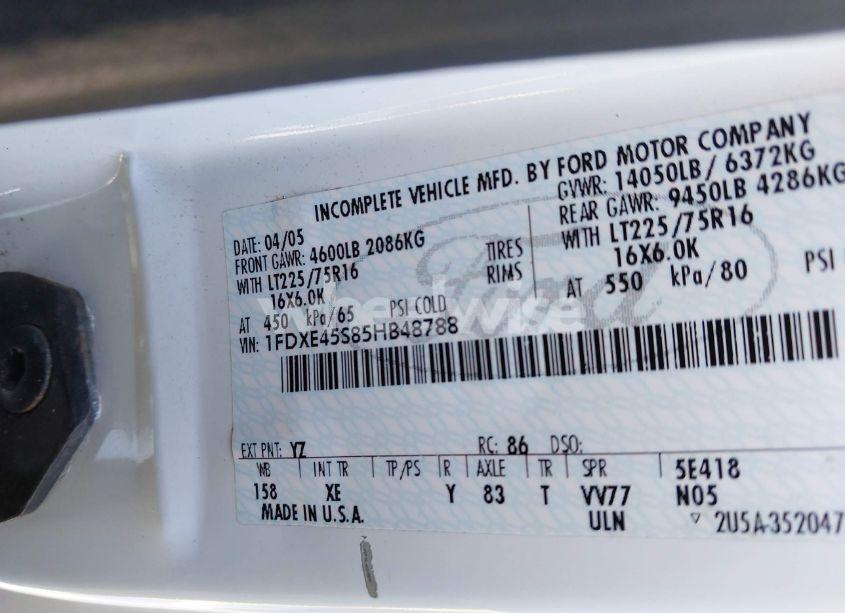 INCOMPLETE VEHICLE MFD. BY FORD MOTOR COMPANY
DATE: 04/05 GVWR: 14050LB / 6372KG
FRONT GAWR: 4600LB 2086KG REAR GAWR: 9450LB 4286KG
WITH LT225/75R16 TIRES WITH LT225/75R16
16X6.0K RIMS 16X6.0K
AT 450 kPa/65 PSI COLD AT 550 kPa/80 PSI
VIN: 1FDXE45S85HB48788
Ford
wheelwise
EXT PNT: YZ RC: 86 DSO:
WB INT TR TP/PS R AXLE TR SPR 5E418
158 XE Y 83 T VV77 N05
MADE IN U.S.A. ULN ▽ 2U5A-352047